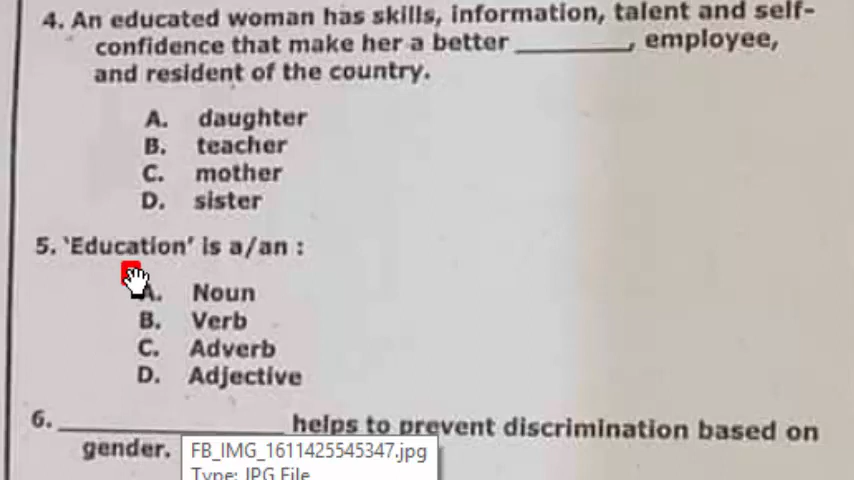 4. An educated woman has skills, information, talent and self-
confidence that make her a better ________, employee,
and resident of the country.
A. daughter
B. teacher
C. mother
D. sister
5. ‘Education’ is a/an :
A. Noun
B. Verb
C. Adverb
D. Adjective
6. ________________ helps to prevent discrimination based on
gender.
FB_IMG_1611425545347.jpg
Type: JPG File